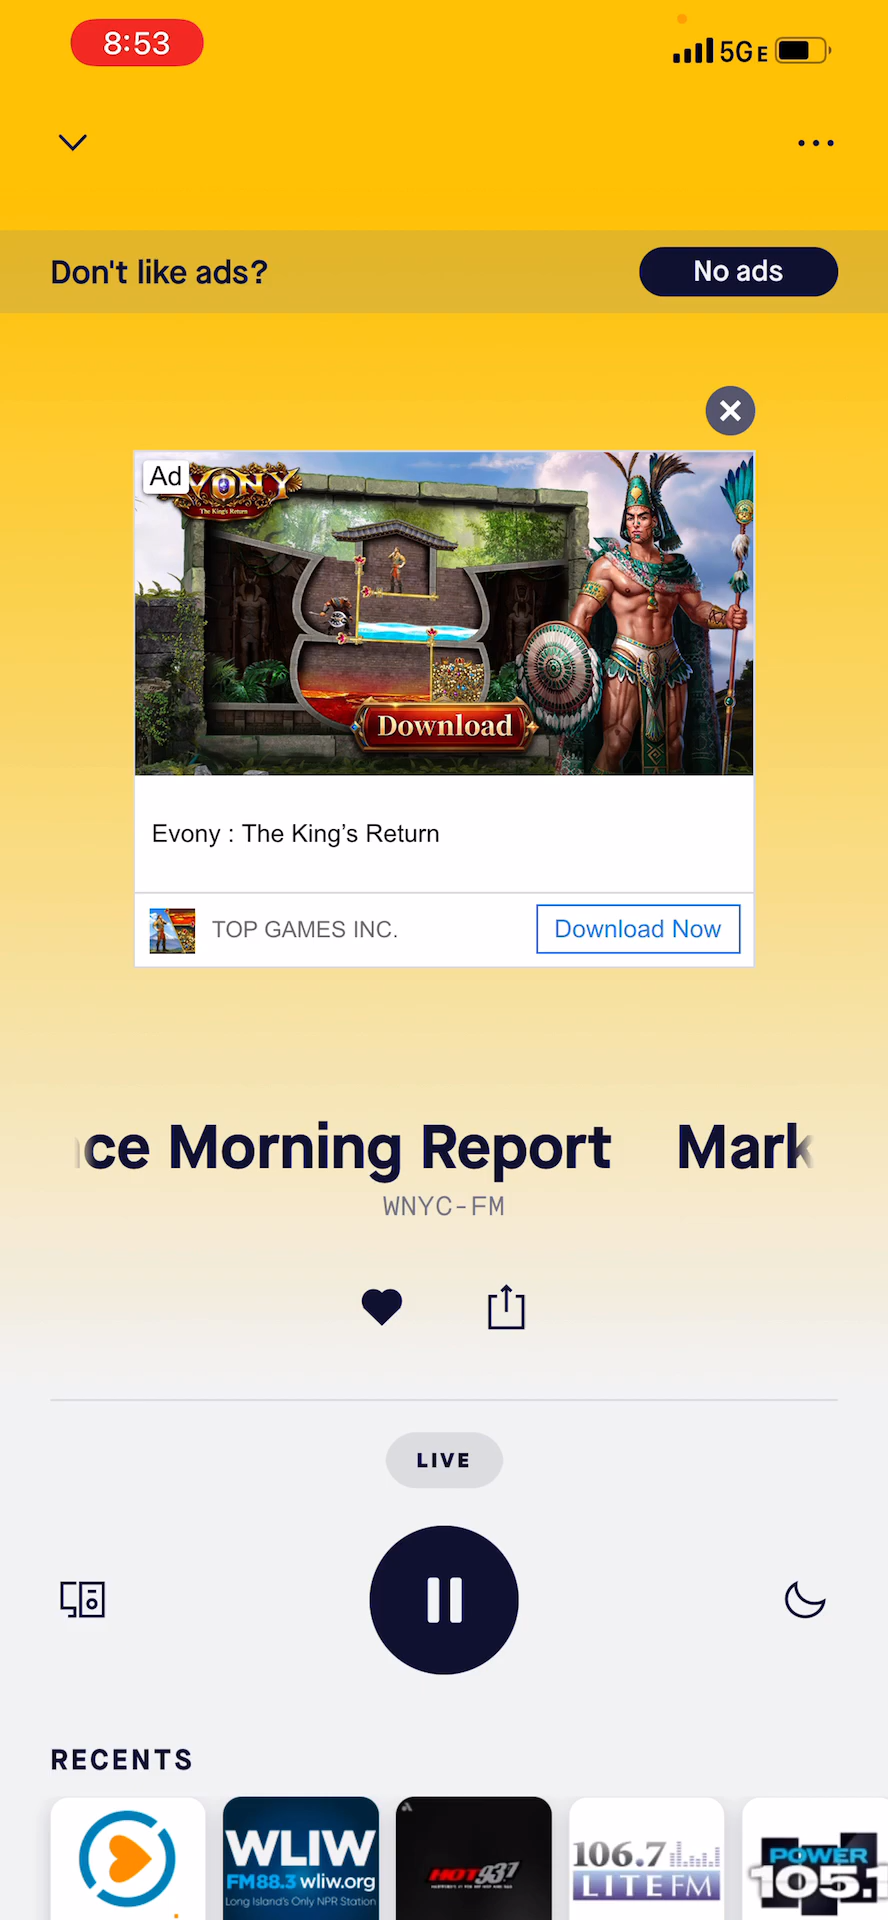 8:53
5GE
Don't like ads?
No ads
Ad
VONY
The King's Return
Download
Evony : The King's Return
TOP GAMES INC.
Download Now
ce Morning Report Mark
WNYC-FM
LIVE
RECENTS
WLIW
FM88.3 wliw.org
Long Island's Only NPR Station
HOT 93.7
106.7
LITE FM
POWER
105.1